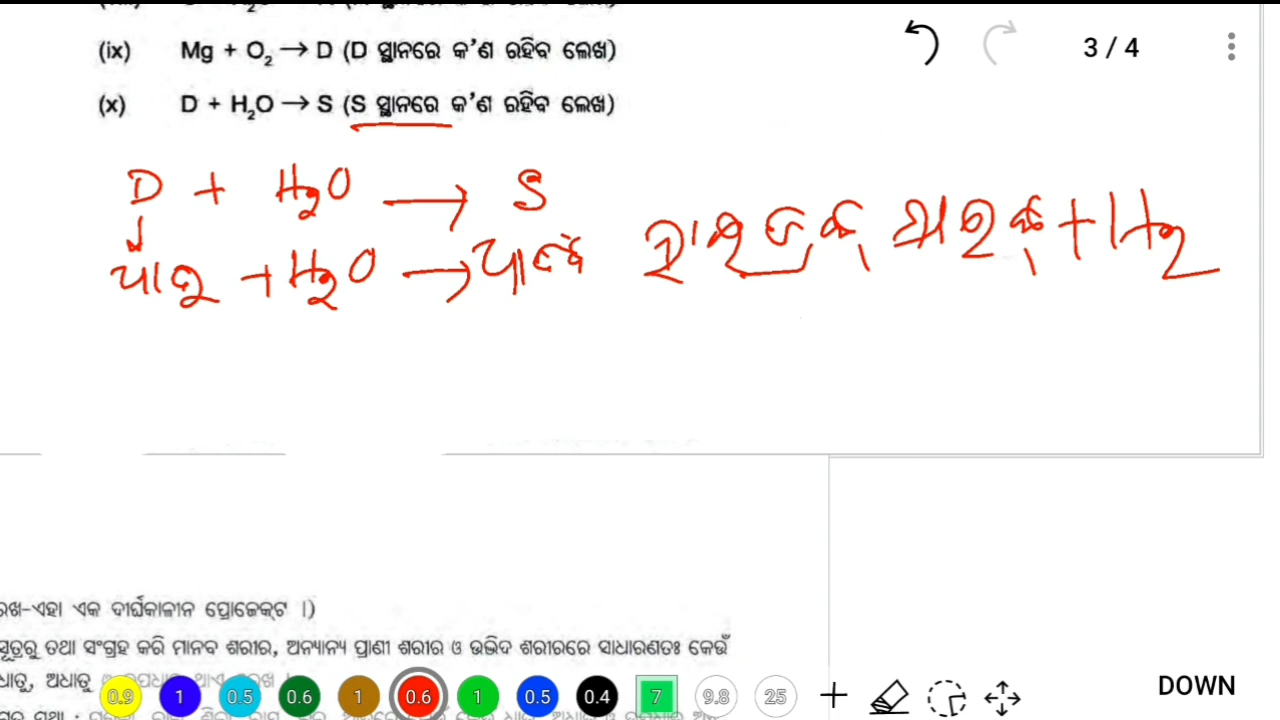 (ix) Mg + O₂ → D (D ସ୍ଥାନରେ କ'ଣ ରହିବ ଲେଖ)
3 / 4
(x) D + H₂O → S (S ସ୍ଥାନରେ କ'ଣ ରହିବ ଲେଖ)
D + H₂O → S
ଧାତୁ + H₂O → ଧାତବ ହାଇଡ୍ରକ୍ସାଇଡ୍ + H₂
ରଖ-ଏହା ଏକ ଦୀର୍ଘକାଳୀନ ପ୍ରୋଜେକ୍ଟ ।)
ସୂତ୍ରରୁ ତଥା ସଂଗ୍ରହ କରି ମାନବ ଶରୀର, ଅନ୍ୟାନ୍ୟ ପ୍ରାଣୀ ଶରୀର ଓ ଉଦ୍ଭିଦ ଶରୀରରେ ସାଧାରଣତଃ କେଉଁ
ଧାତୁ, ଅଧାତୁ
0.9 1 0.5 0.6 1 0.6 1 0.5 0.4 7 9.8 25
DOWN